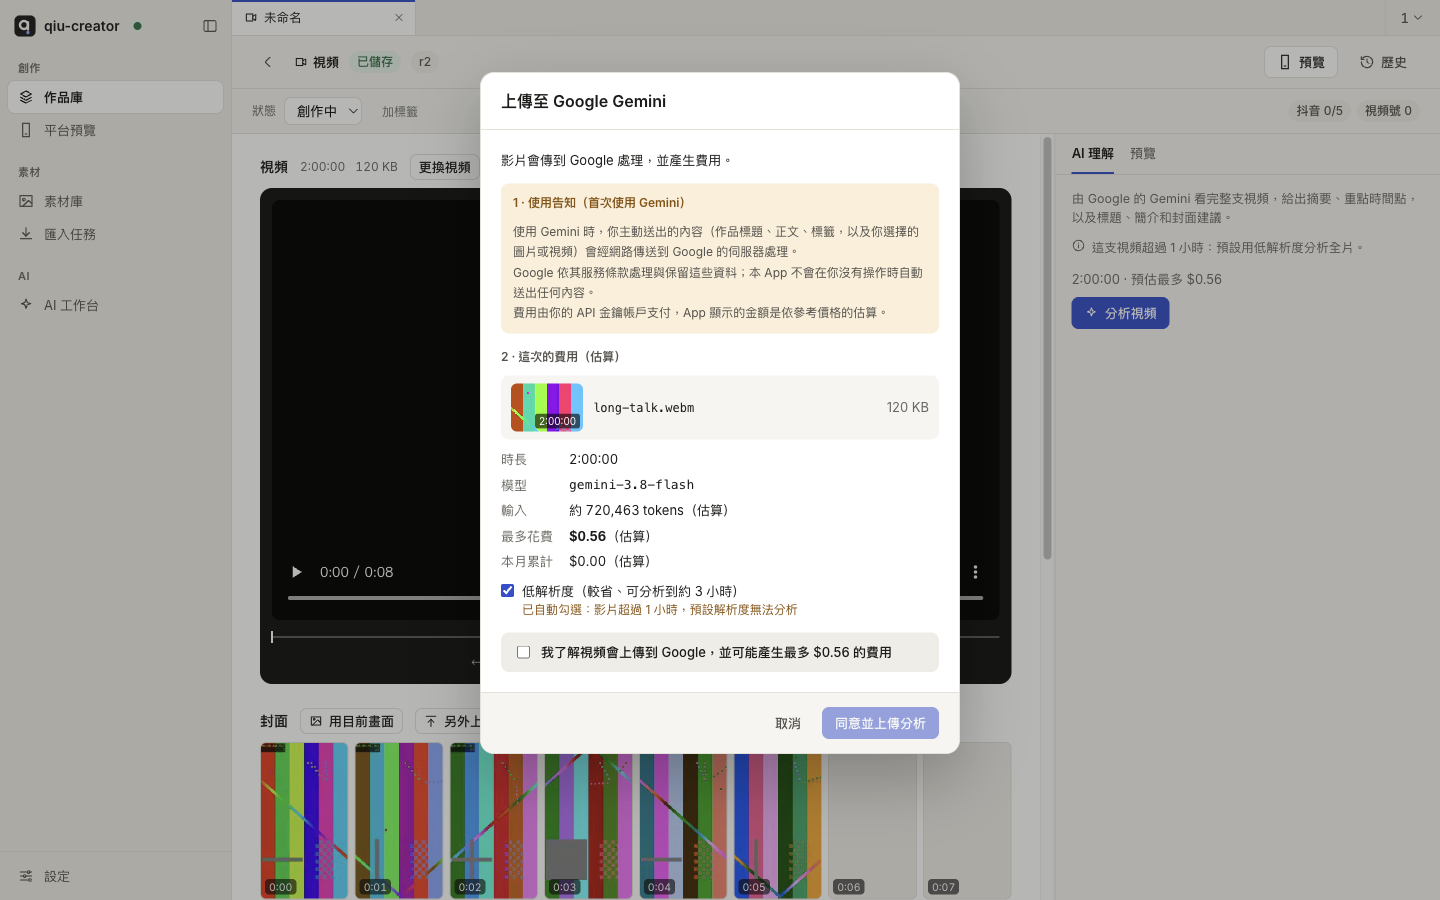 qiu-creator
未命名
1
創作
作品庫
平台預覽
素材
素材庫
匯入任務
AI
AI 工作台
設定
視頻
已儲存
r2
預覽
歷史
狀態
創作中
加標籤
抖音 0/5
視頻號 0
視頻
2:00:00
120 KB
更換視頻
0:00 / 0:08
封面
用目前畫面
另外上
0:00
0:01
0:02
0:03
0:04
0:05
0:06
0:07
上傳至 Google Gemini
影片會傳到 Google 處理，並產生費用。
1 · 使用告知（首次使用 Gemini）
使用 Gemini 時，你主動送出的內容（作品標題、正文、標籤，以及你選擇的
圖片或視頻）會經網路傳送到 Google 的伺服器處理。
Google 依其服務條款處理與保留這些資料；本 App 不會在你沒有操作時自動
送出任何內容。
費用由你的 API 金鑰帳戶支付，App 顯示的金額是依參考價格的估算。
2 · 這次的費用（估算）
2:00:00
long-talk.webm
120 KB
時長 2:00:00
模型 gemini-3.8-flash
輸入 約 720,463 tokens（估算）
最多花費 $0.56（估算）
本月累計 $0.00（估算）
低解析度（較省、可分析到約 3 小時）
已自動勾選：影片超過 1 小時，預設解析度無法分析
我了解視頻會上傳到 Google，並可能產生最多 $0.56 的費用
取消
同意並上傳分析
AI 理解
預覽
由 Google 的 Gemini 看完整支視頻，給出摘要、重點時間點，
以及標題、簡介和封面建議。
這支視頻超過 1 小時：預設用低解析度分析全片。
2:00:00 · 預估最多 $0.56
分析視頻